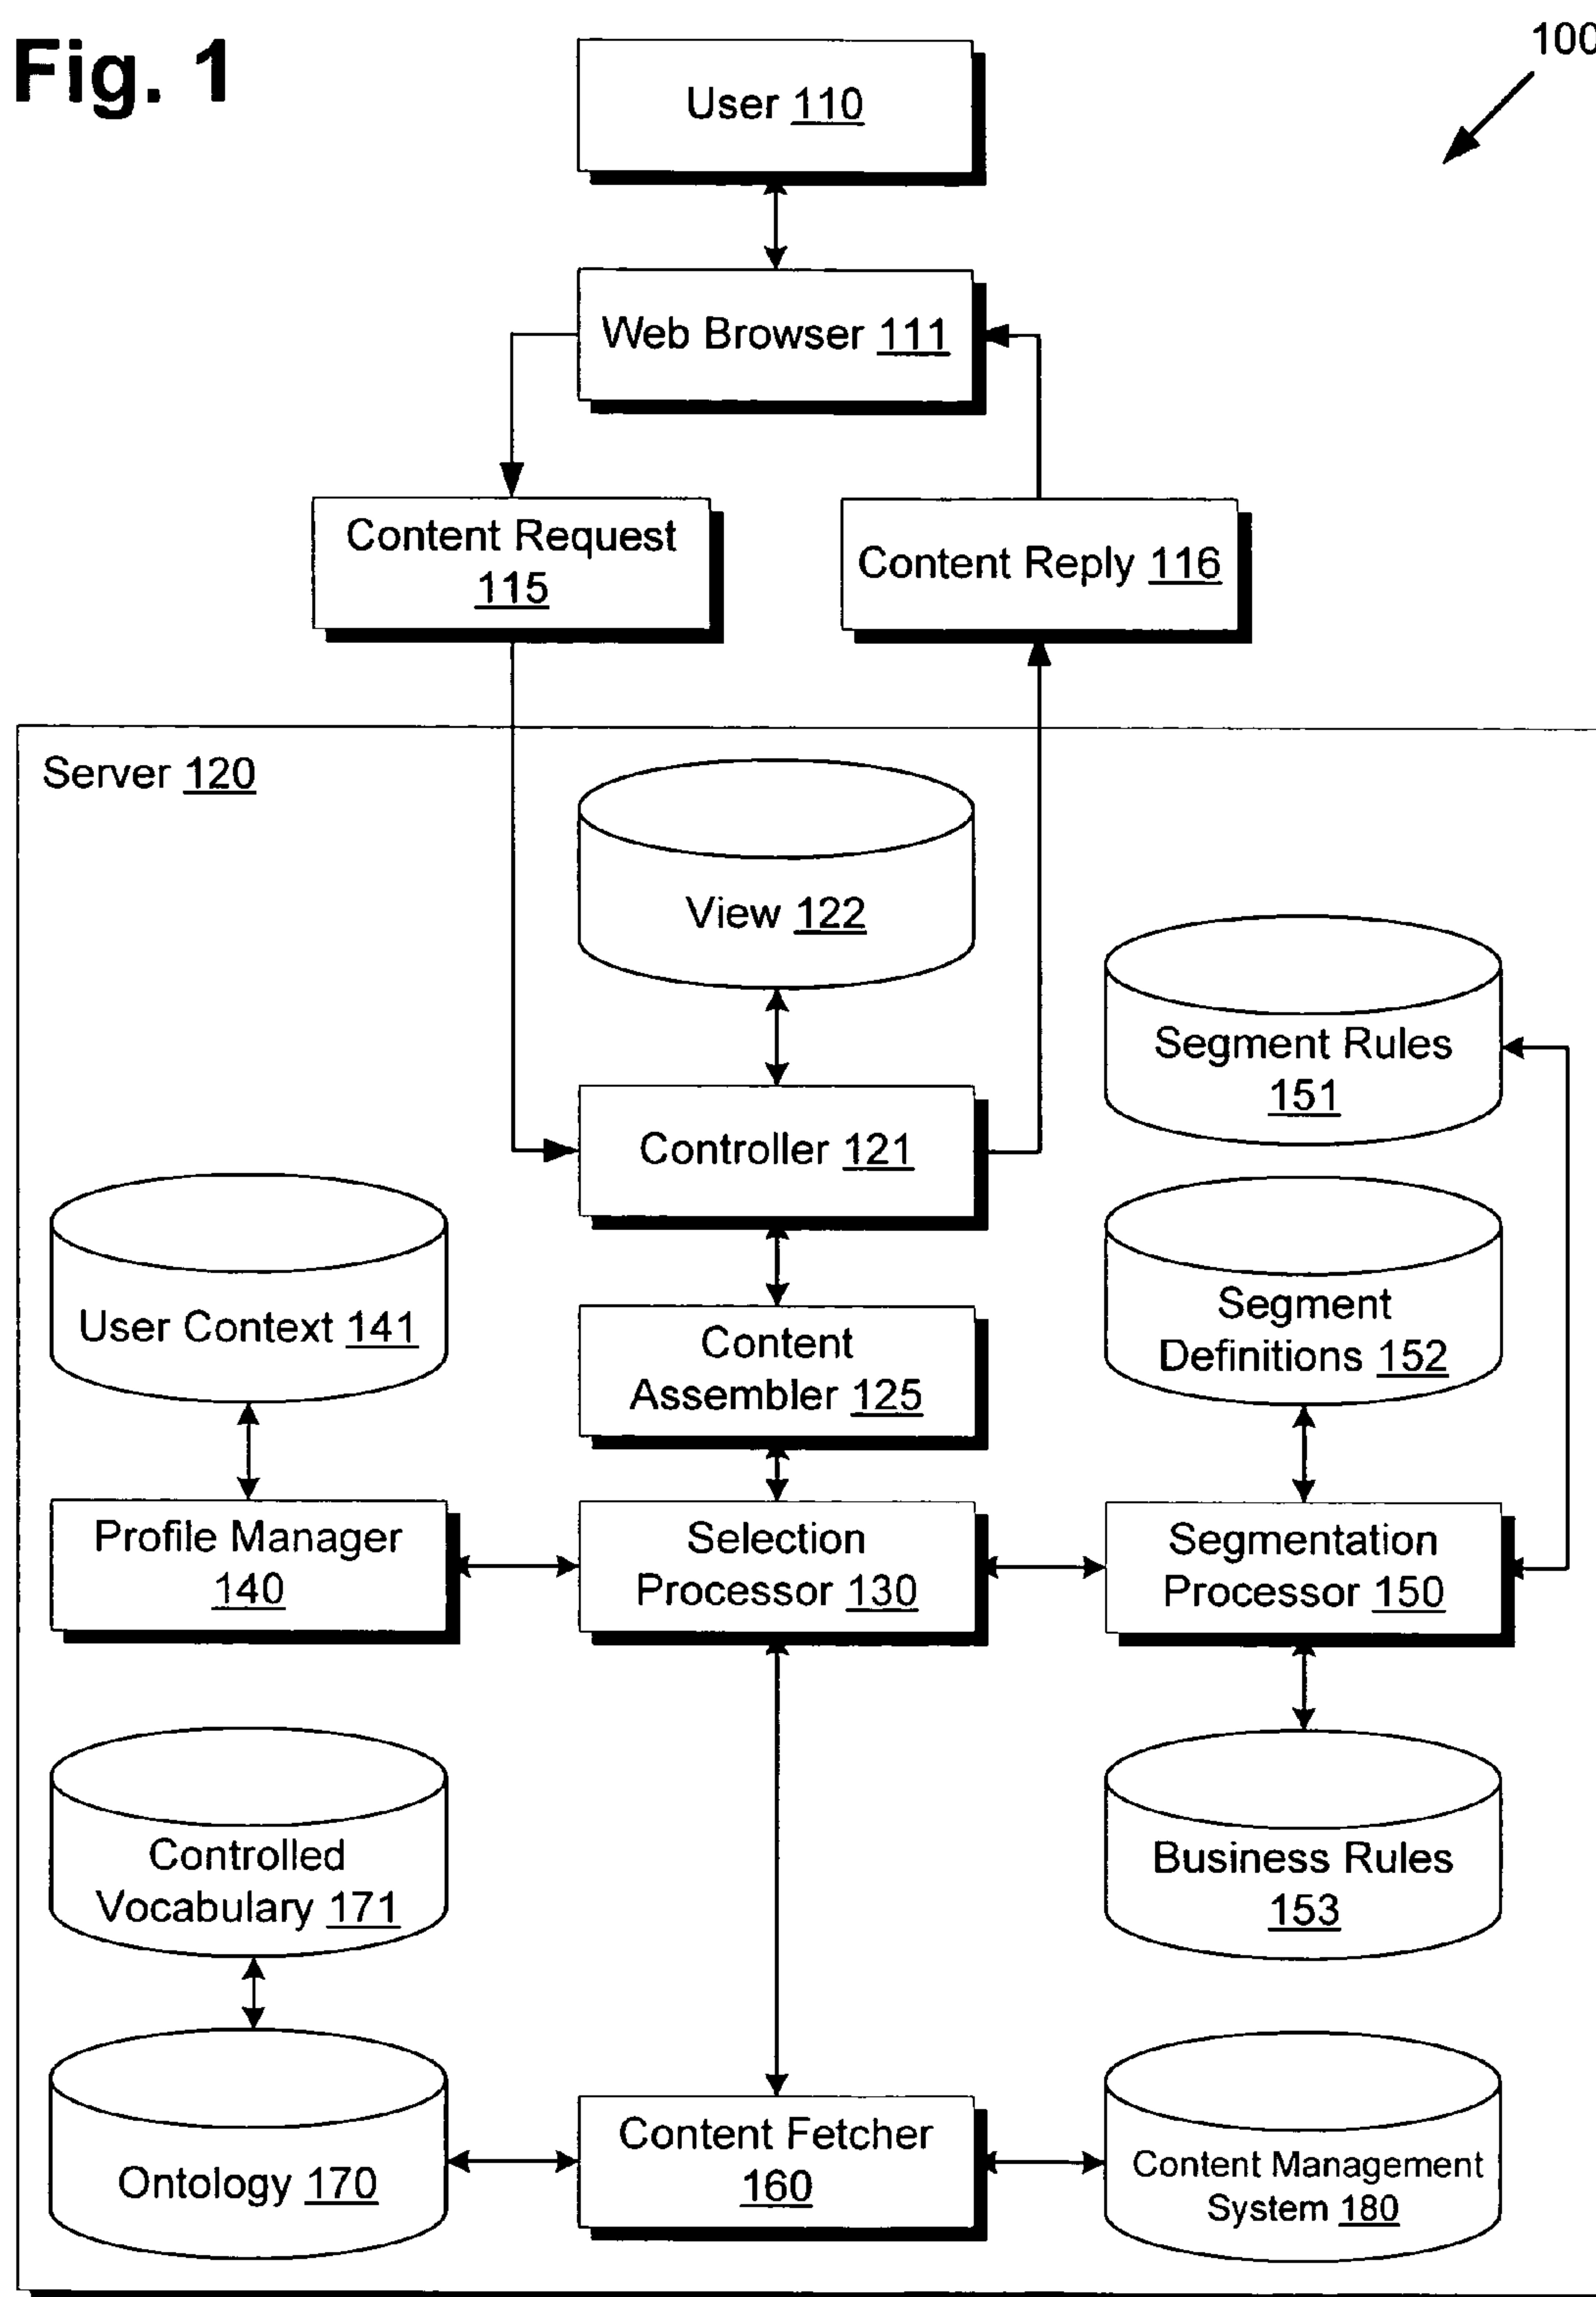 Fig. 1
100
User 110
Web Browser 111
Content Request
115
Content Reply 116
Server 120
View 122
Segment Rules
151
Controller 121
User Context 141
Segment
Definitions 152
Content
Assembler 125
Profile Manager
140
Selection
Processor 130
Segmentation
Processor 150
Controlled
Vocabulary 171
Business Rules
153
Ontology 170
Content Fetcher
160
Content Management
System 180